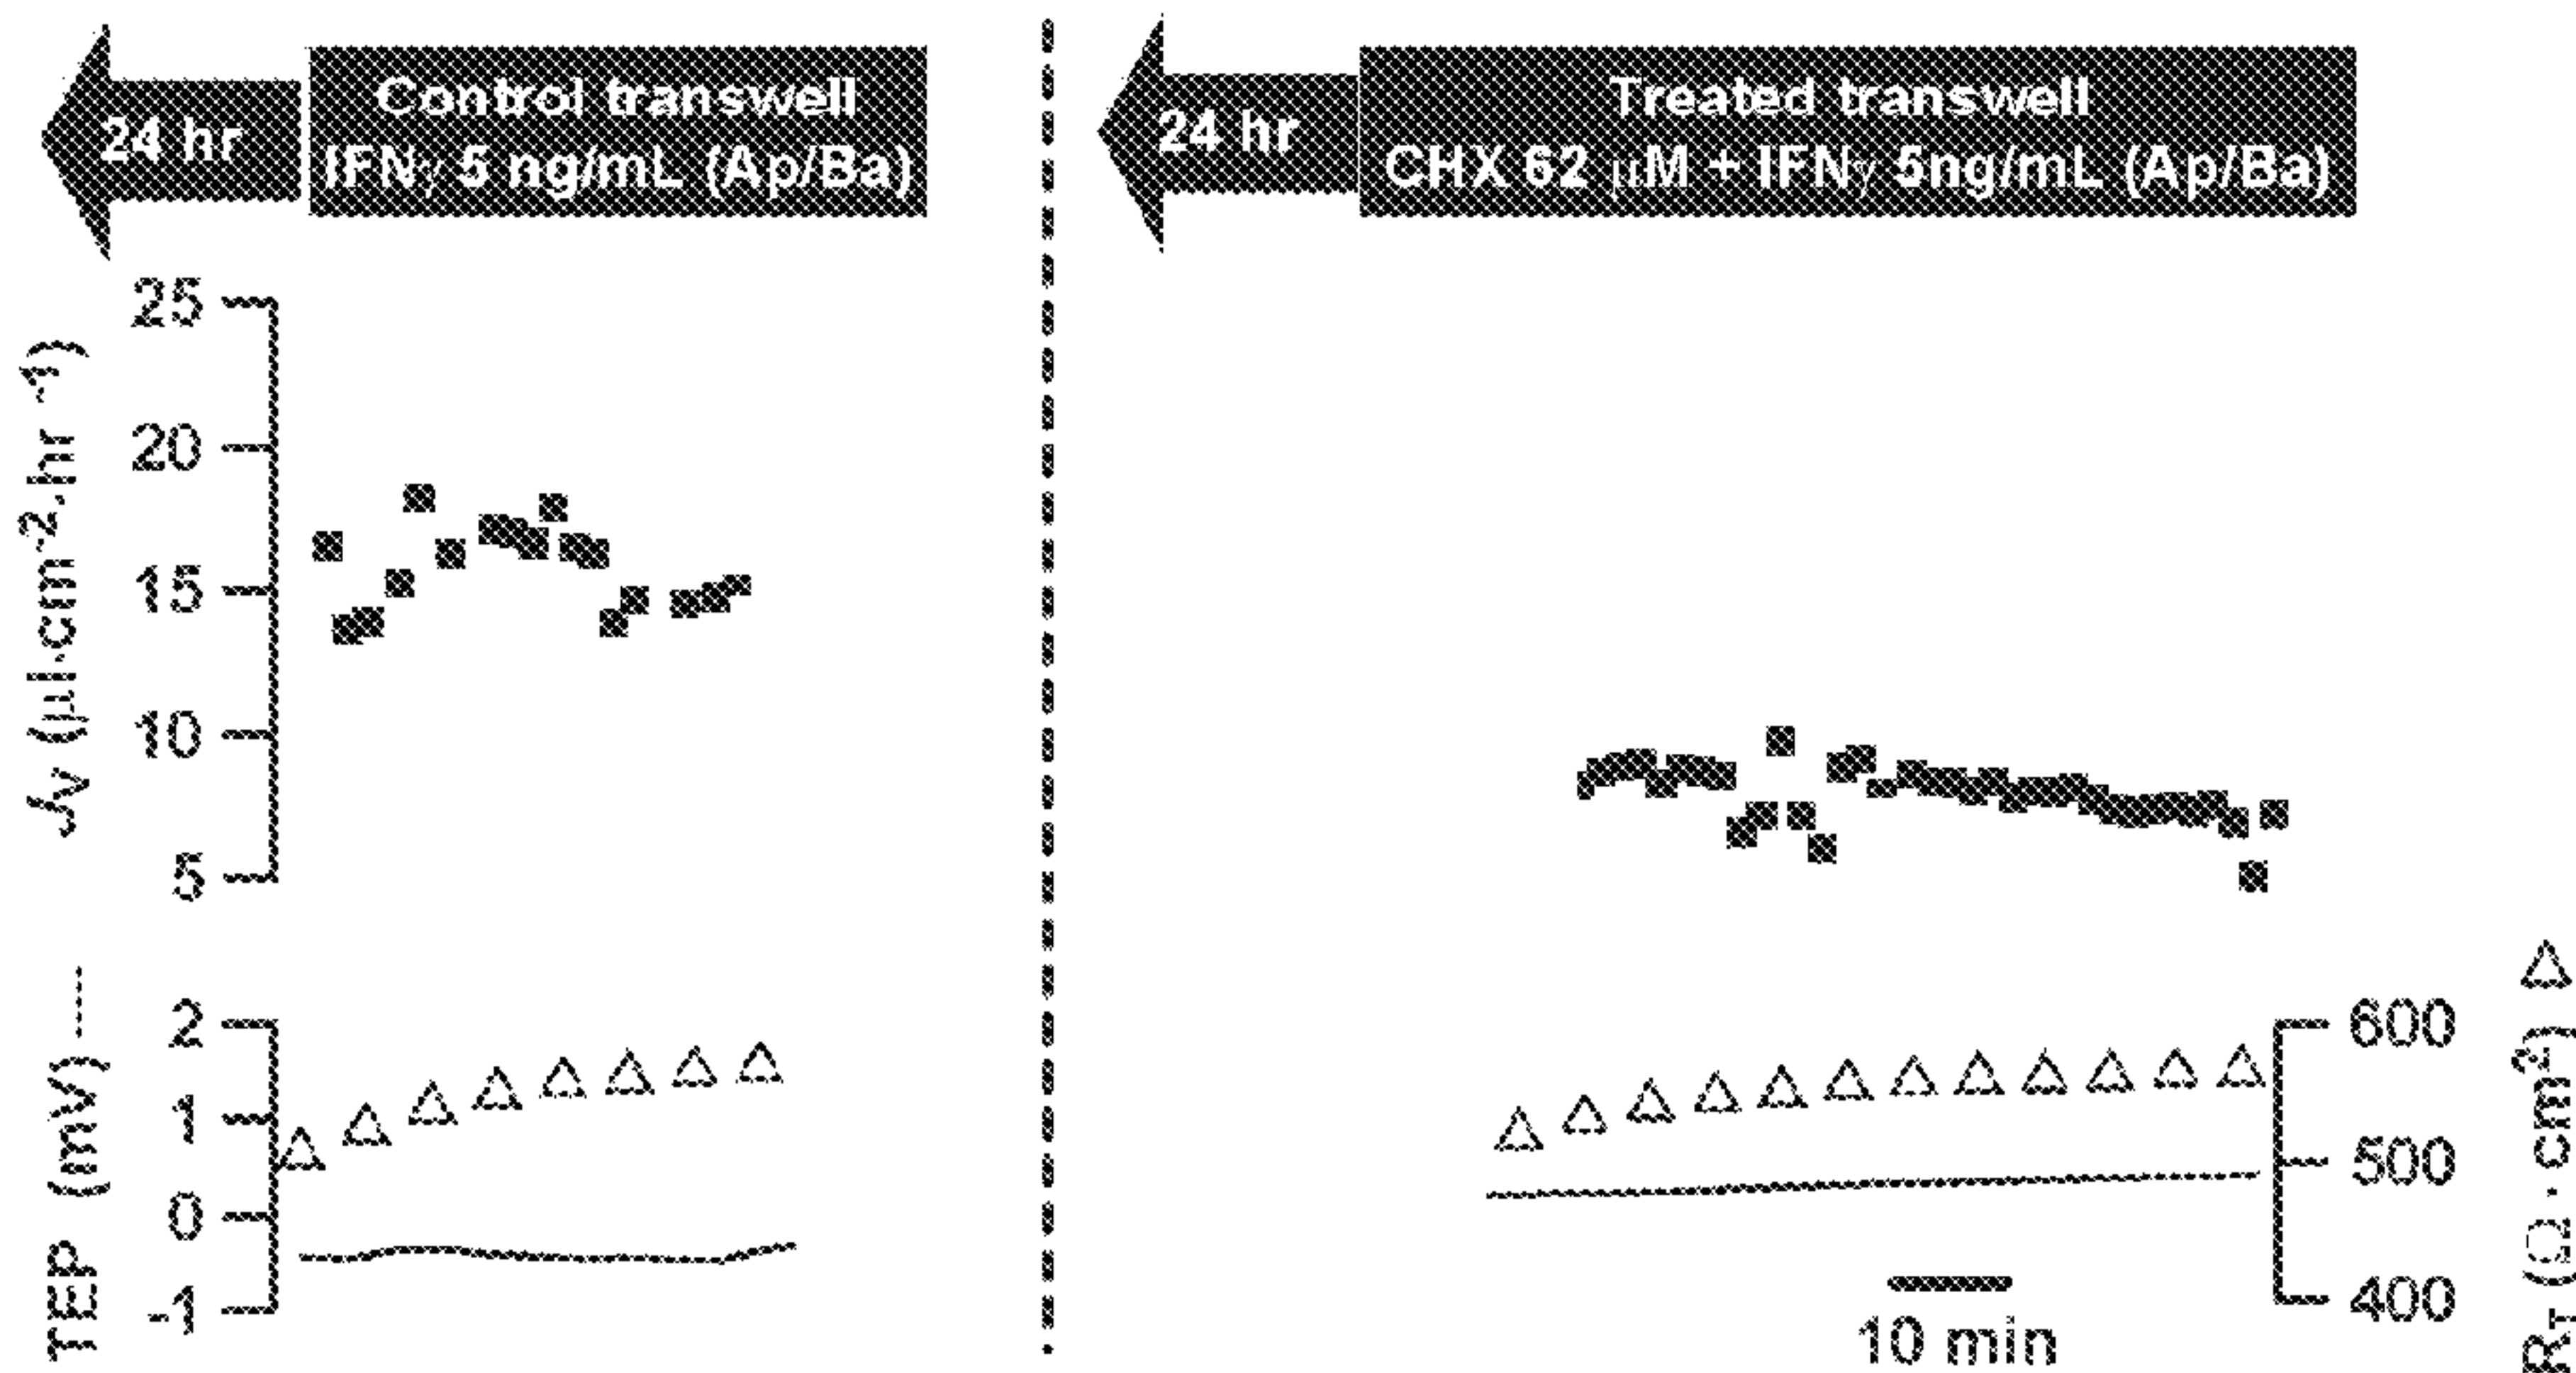 24 hr
Control transwell
IFNγ 5 ng/mL (Ap/Ba)
24 hr
Treated transwell
CHX 62 μM + IFNγ 5ng/mL (Ap/Ba)
Jv (μl·cm⁻²·hr⁻¹)
25
20
15
10
5
TEP (mV)
2
1
0
-1
10 min
600
500
400
R_T (Ω · cm²) △